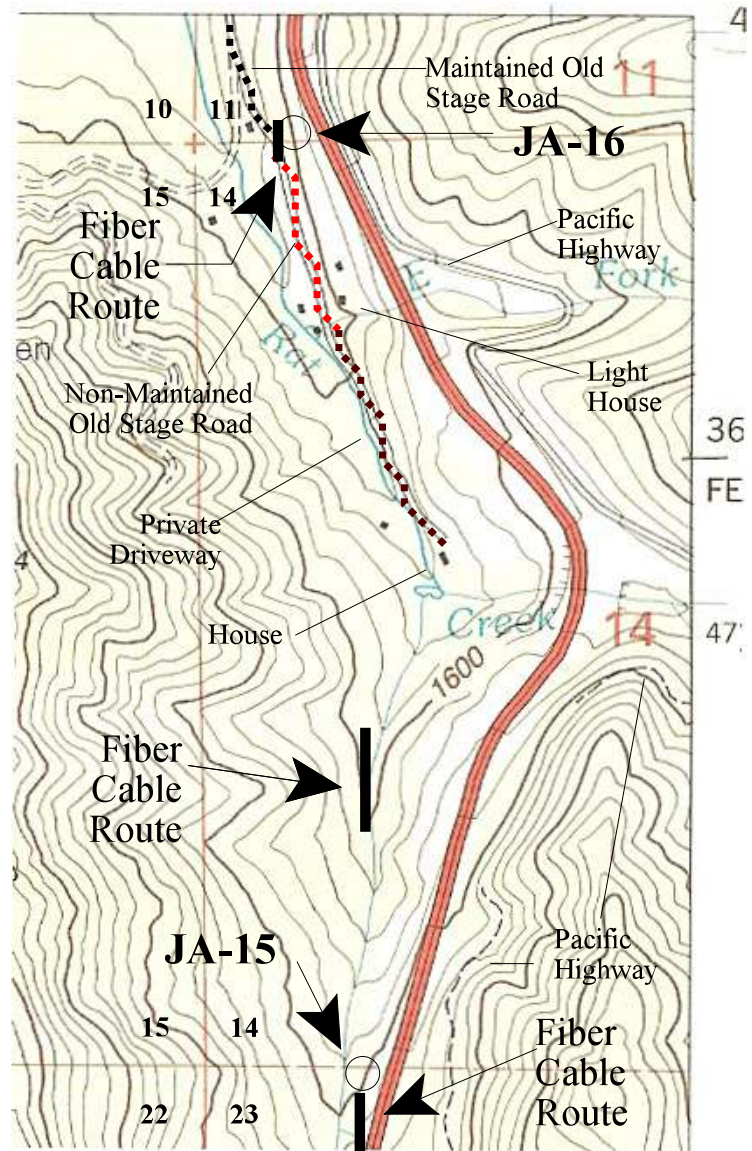 4
Maintained Old
Stage Road
11
10 11
JA-16
15 14
Fiber
Cable
Route
Pacific
Highway
E Fork
Rat
en
Non-Maintained
Old Stage Road
Light
House
36
FE
Private
Driveway
4
House
Creek
14
47
1600
Fiber
Cable
Route
JA-15
Pacific
Highway
15 14
Fiber
Cable
Route
22 23